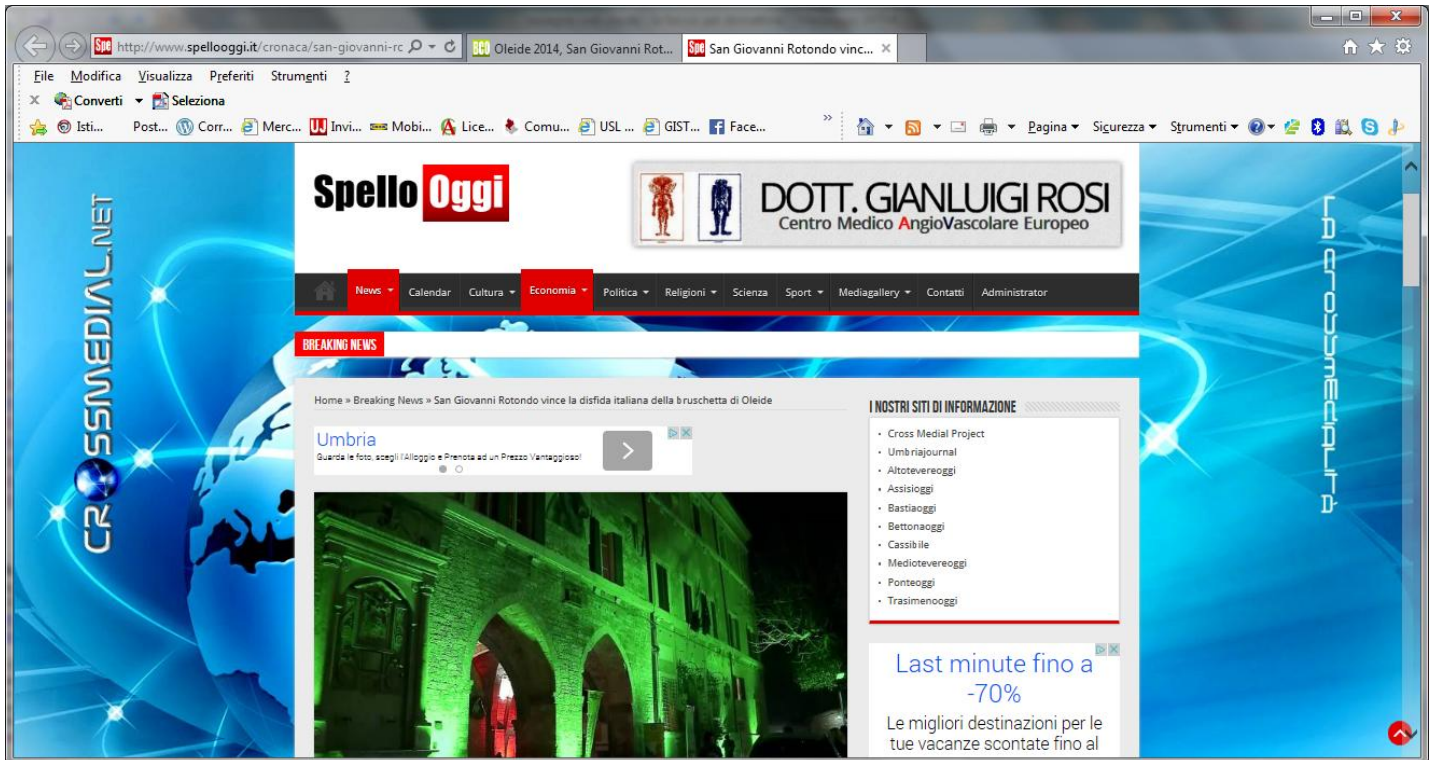 http://www.spellooggi.it/cronaca/san-giovanni-rc
Oleide 2014, San Giovanni Rot...
San Giovanni Rotondo vinc...
File Modifica Visualizza Preferiti Strumenti ?
Converti Seleziona
Isti... Post... Corr... Merc... Invi... Mobi... Lice... Comu... USL ... GIST... Face... » Pagina Sicurezza Strumenti
CROSSMEDIAL.NET
Spello Oggi
DOTT. GIANLUIGI ROSI
Centro Medico AngioVascolare Europeo
LA CROSSMEDIALITÀ
News Calendar Cultura Economia Politica Religioni Scienza Sport Mediagallery Contatti Administrator
BREAKING NEWS
Home » Breaking News » San Giovanni Rotondo vince la disfida italiana della bruschetta di Oleide
Umbria
Guarda le foto, scegli l'Alloggio e Prenota ad un Prezzo Vantaggioso!
I NOSTRI SITI DI INFORMAZIONE
Cross Medial Project
Umbriajournal
Altotevereoggi
Assisioggi
Bastiaoggi
Bettonaoggi
Cassibile
Mediotevereoggi
Ponteoggi
Trasimenooggi
Last minute fino a
-70%
Le migliori destinazioni per le
tue vacanze scontate fino al